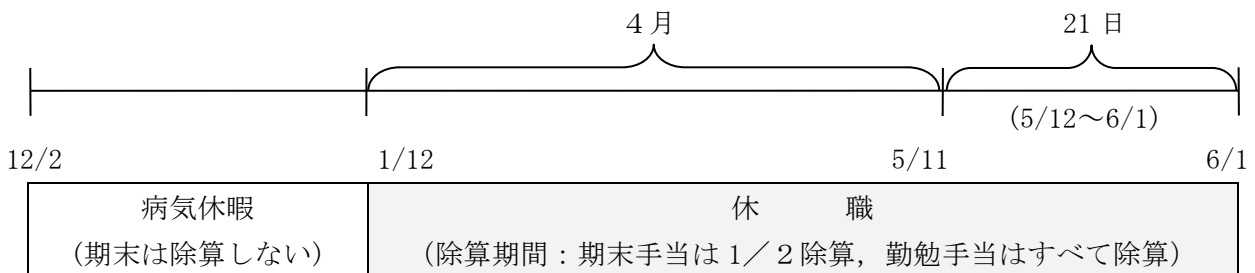 ４月 21 日
(5/12～6/1)
12/2 1/12 5/11 6/1
病気休暇 休 職
(期末は除算しない) (除算期間：期末手当は 1／２除算，勤勉手当はすべて除算)